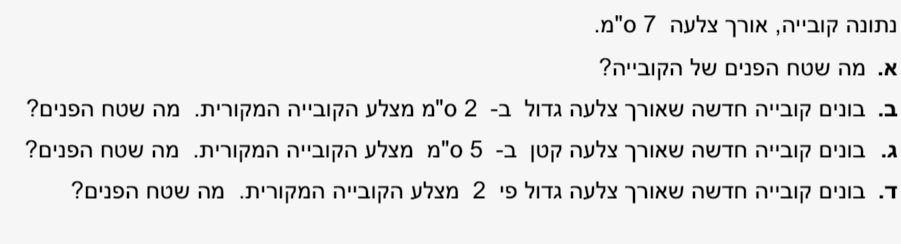 נתונה קובייה, אורך צלעה 7 ס"מ.
א. מה שטח הפנים של הקובייה?
ב. בונים קובייה חדשה שאורך צלעה גדול ב- 2 ס"מ מצלע הקובייה המקורית. מה שטח הפנים?
ג. בונים קובייה חדשה שאורך צלעה קטן ב- 5 ס"מ מצלע הקובייה המקורית. מה שטח הפנים?
ד. בונים קובייה חדשה שאורך צלעה גדול פי 2 מצלע הקובייה המקורית. מה שטח הפנים?